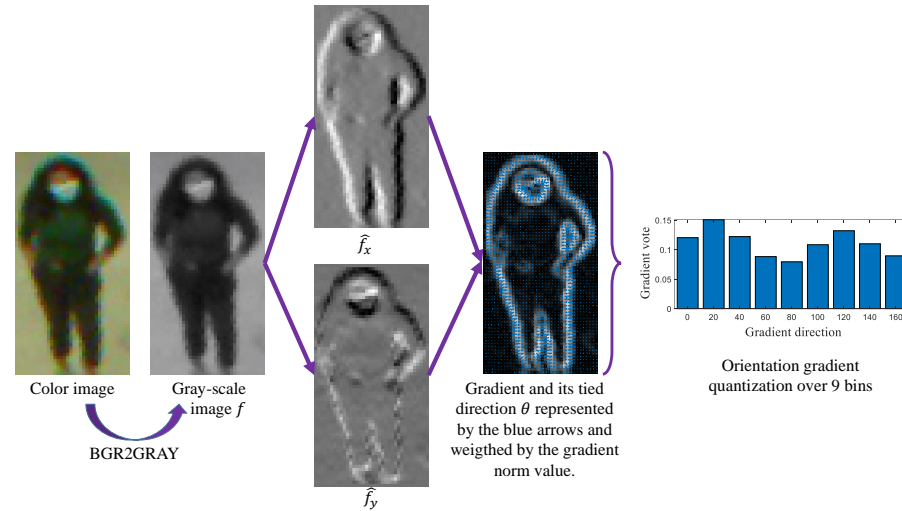 Color image
Gray-scale
image f
BGR2GRAY
f̂_x
f̂_y
Gradient and its tied
direction θ represented
by the blue arrows and
weigthed by the gradient
norm value.
Gradient vote
0.15
0.1
0.05
0
0 20 40 60 80 100 120 140 160
Gradient direction
Orientation gradient
quantization over 9 bins